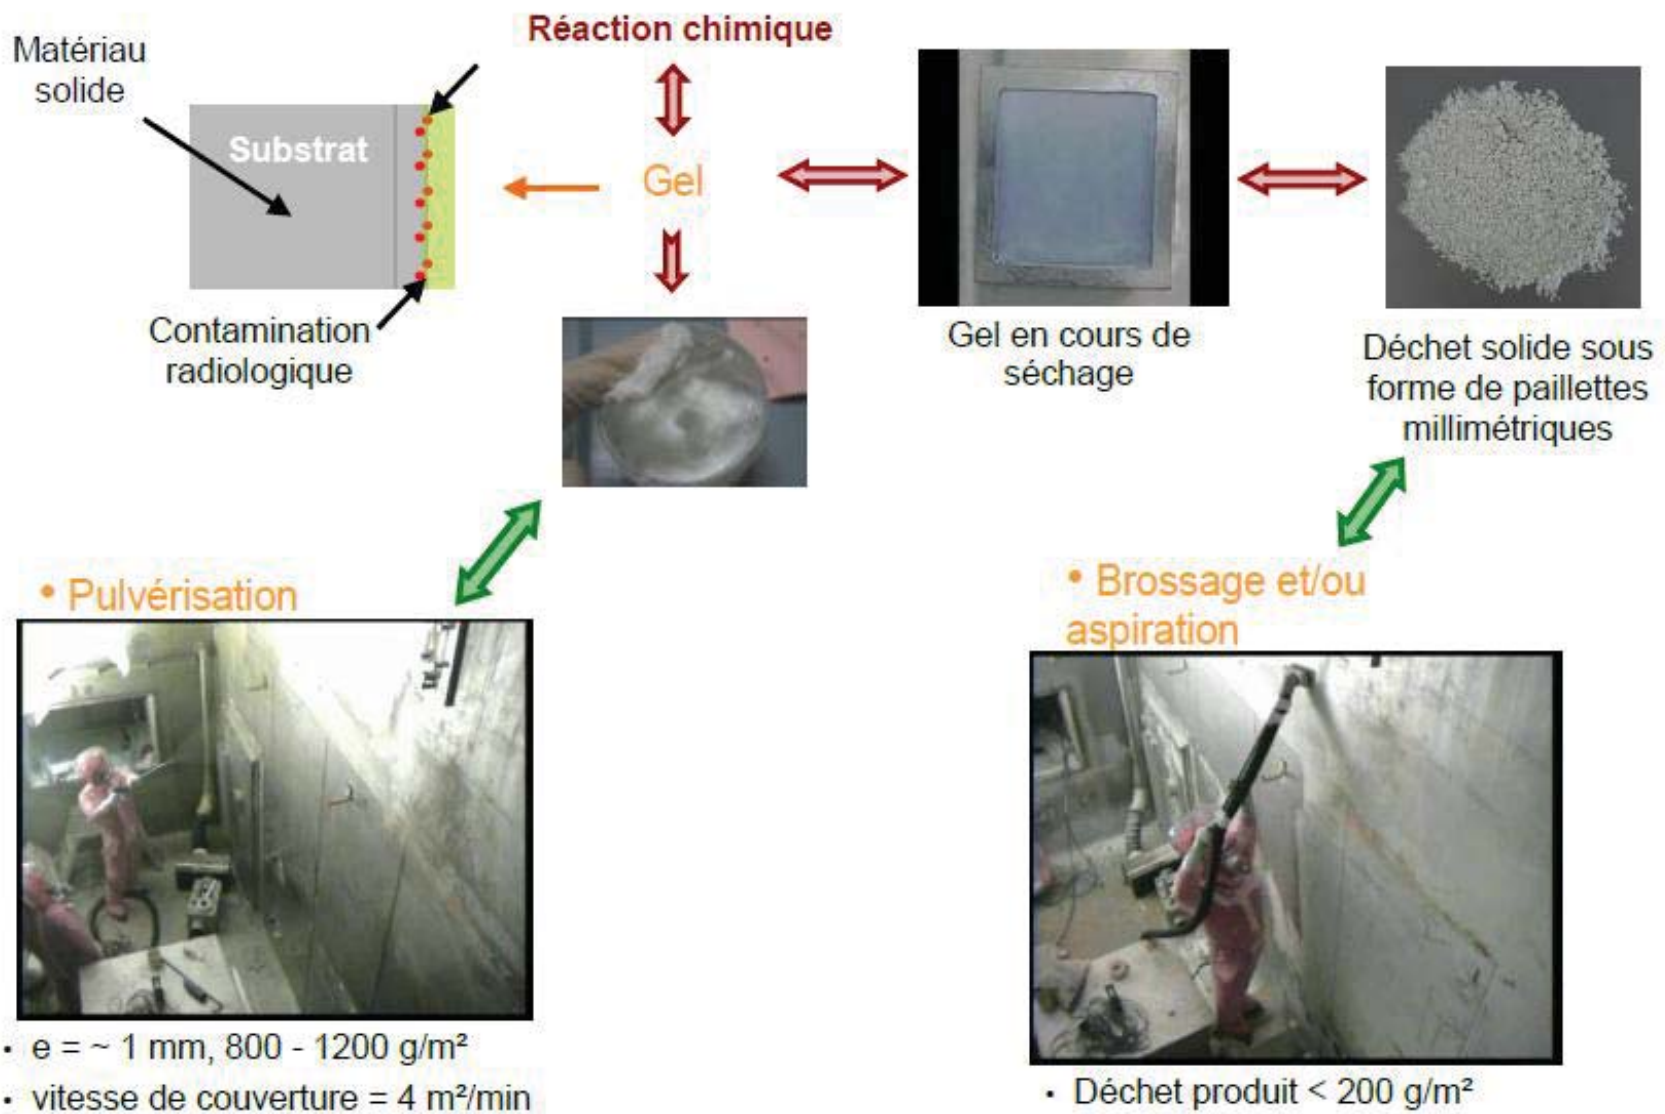 Réaction chimique
Matériau
solide
Substrat
Gel
Contamination
radiologique
Gel en cours de
séchage
Déchet solide sous
forme de paillettes
millimétriques
• Pulvérisation
• Brossage et/ou
aspiration
· e = ~ 1 mm, 800 - 1200 g/m²
· vitesse de couverture = 4 m²/min
· Déchet produit < 200 g/m²